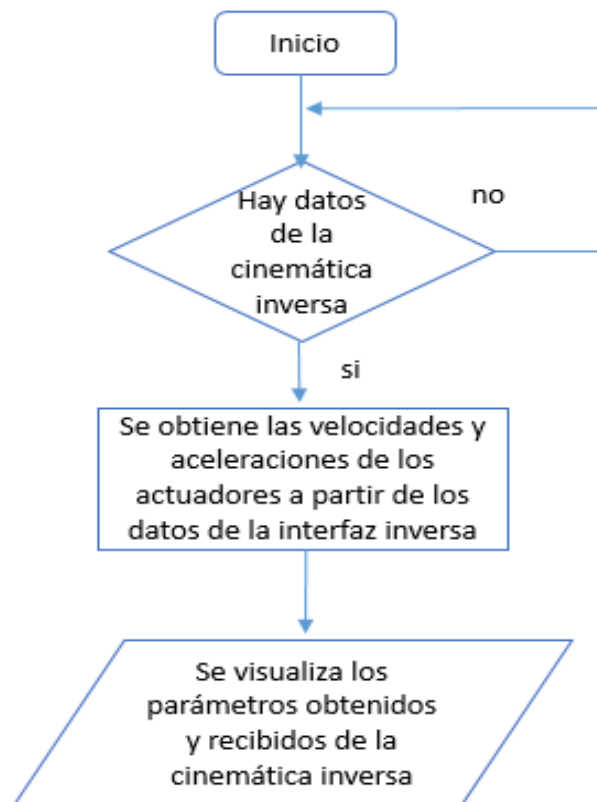 Inicio
Hay datos
de la
cinemática
inversa
no
si
Se obtiene las velocidades y
aceleraciones de los
actuadores a partir de los
datos de la interfaz inversa
Se visualiza los
parámetros obtenidos
y recibidos de la
cinemática inversa